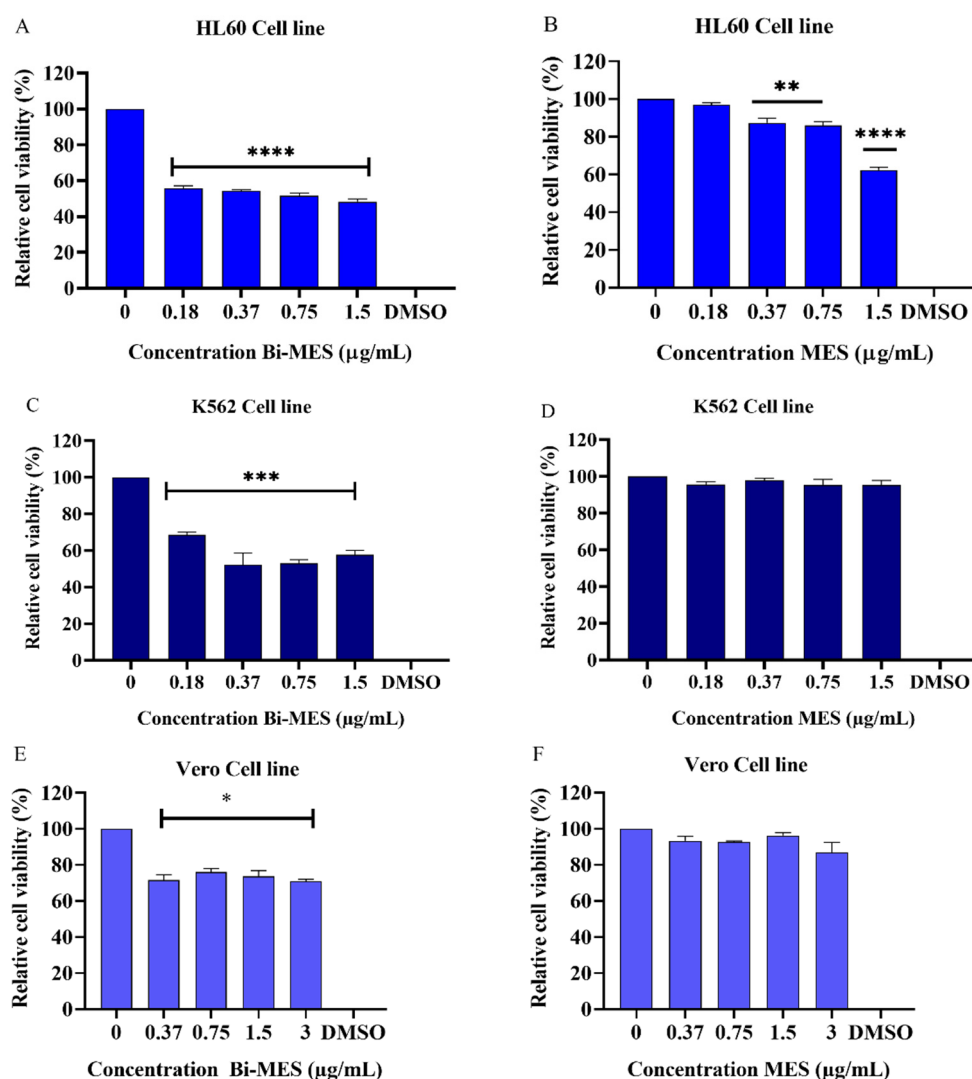 A
HL60 Cell line
Relative cell viability (%)
120
100
80
60
40
20
0
****
0 0.18 0.37 0.75 1.5 DMSO
Concentration Bi-MES (μg/mL)
B
HL60 Cell line
Relative cell viability (%)
120
100
80
60
40
20
0
**
****
0 0.18 0.37 0.75 1.5 DMSO
Concentration MES (μg/mL)
C
K562 Cell line
Relative cell viability (%)
120
100
80
60
40
20
0
***
0 0.18 0.37 0.75 1.5 DMSO
Concentration Bi-MES (μg/mL)
D
K562 Cell line
Relative cell viability (%)
120
100
80
60
40
20
0
0 0.18 0.37 0.75 1.5 DMSO
Concentration MES (μg/mL)
E
Vero Cell line
Relative cell viability (%)
120
100
80
60
40
20
0
*
0 0.37 0.75 1.5 3 DMSO
Concentration Bi-MES (μg/mL)
F
Vero Cell line
Relative cell viability (%)
120
100
80
60
40
20
0
0 0.37 0.75 1.5 3 DMSO
Concentration MES (μg/mL)